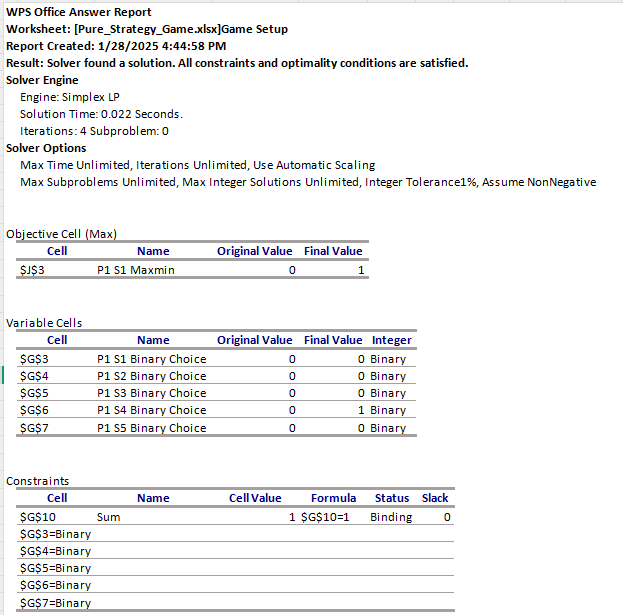 WPS Office Answer Report
Worksheet: [Pure_Strategy_Game.xlsx]Game Setup
Report Created: 1/28/2025 4:44:58 PM
Result: Solver found a solution. All constraints and optimality conditions are satisfied.
Solver Engine
Engine: Simplex LP
Solution Time: 0.022 Seconds.
Iterations: 4 Subproblem: 0
Solver Options
Max Time Unlimited, Iterations Unlimited, Use Automatic Scaling
Max Subproblems Unlimited, Max Integer Solutions Unlimited, Integer Tolerance1%, Assume NonNegative
Objective Cell (Max)
Cell Name Original Value Final Value
$J$3 P1 S1 Maxmin 0 1
Variable Cells
Cell Name Original Value Final Value Integer
$G$3 P1 S1 Binary Choice 0 0 Binary
$G$4 P1 S2 Binary Choice 0 0 Binary
$G$5 P1 S3 Binary Choice 0 0 Binary
$G$6 P1 S4 Binary Choice 0 1 Binary
$G$7 P1 S5 Binary Choice 0 0 Binary
Constraints
Cell Name Cell Value Formula Status Slack
$G$10 Sum 1 $G$10=1 Binding 0
$G$3=Binary
$G$4=Binary
$G$5=Binary
$G$6=Binary
$G$7=Binary